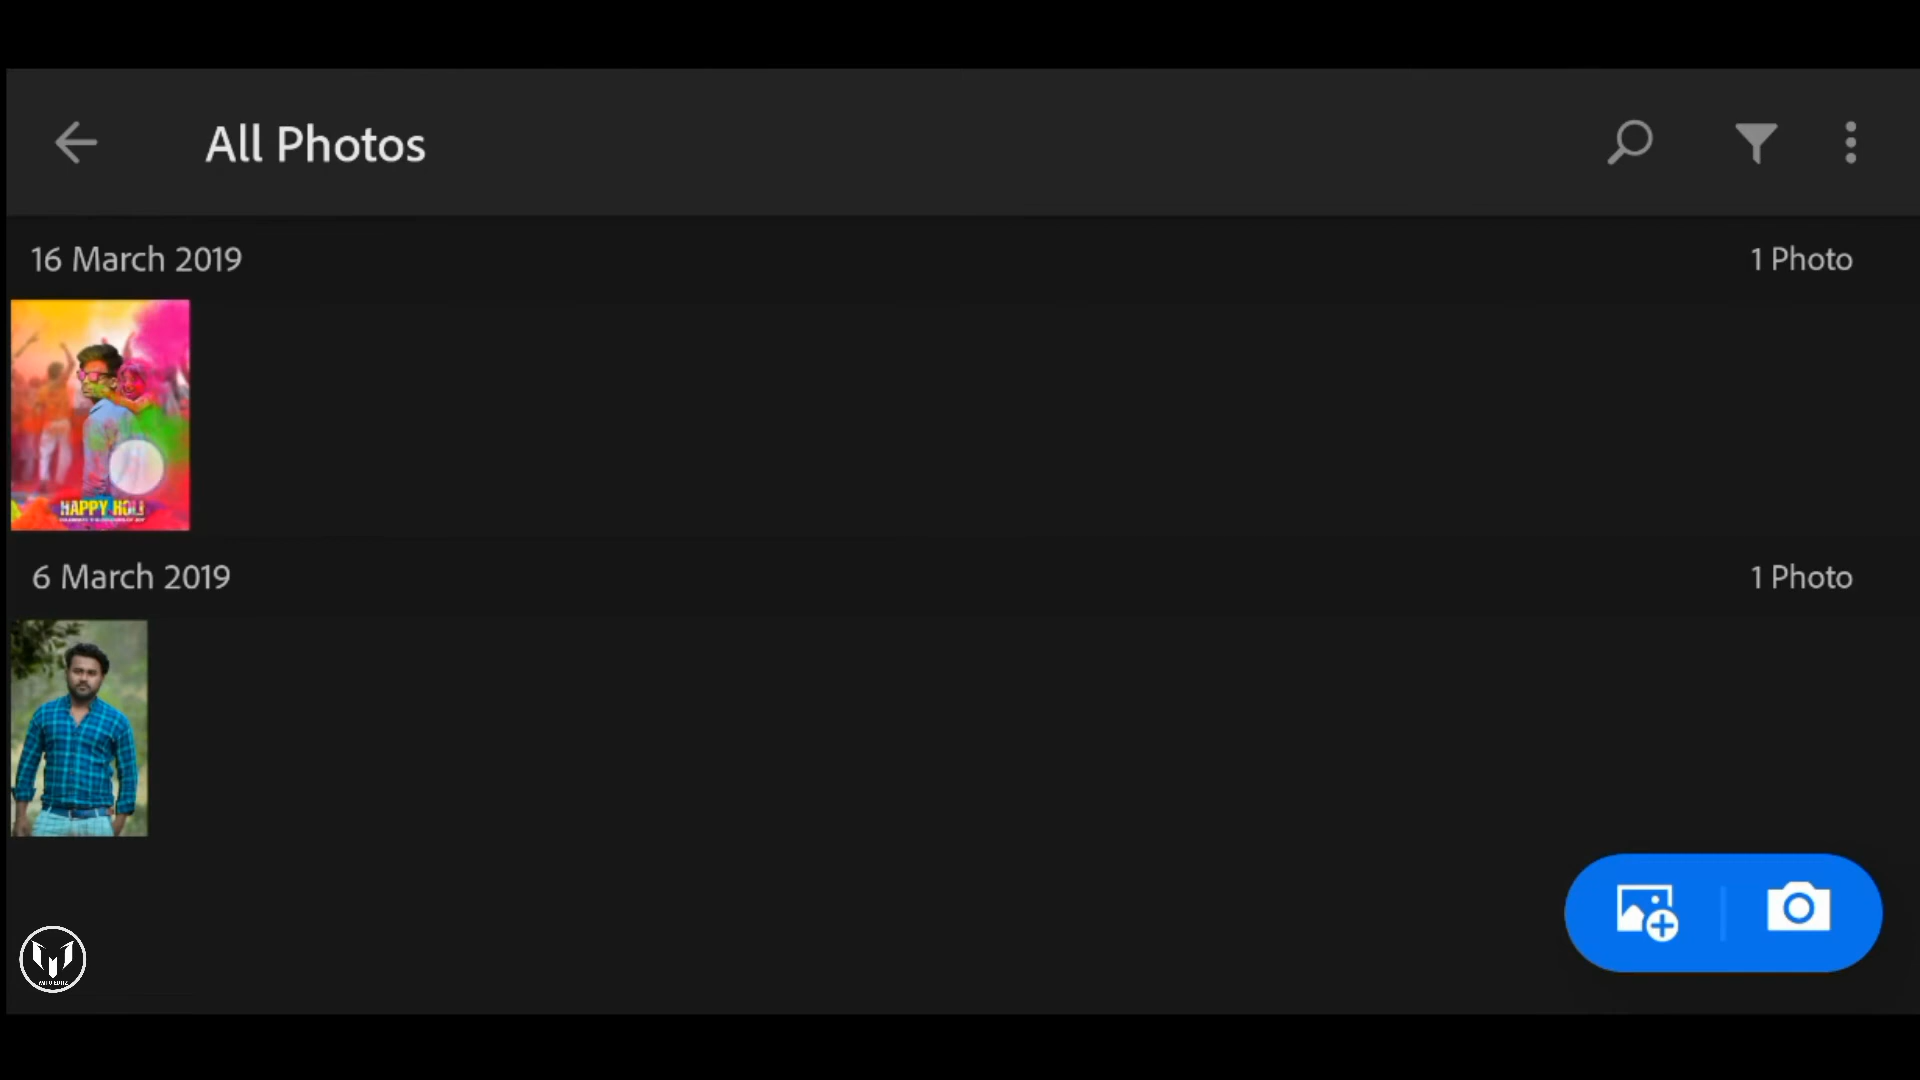 All Photos
16 March 2019
1 Photo
HAPPY HOLI
6 March 2019
1 Photo